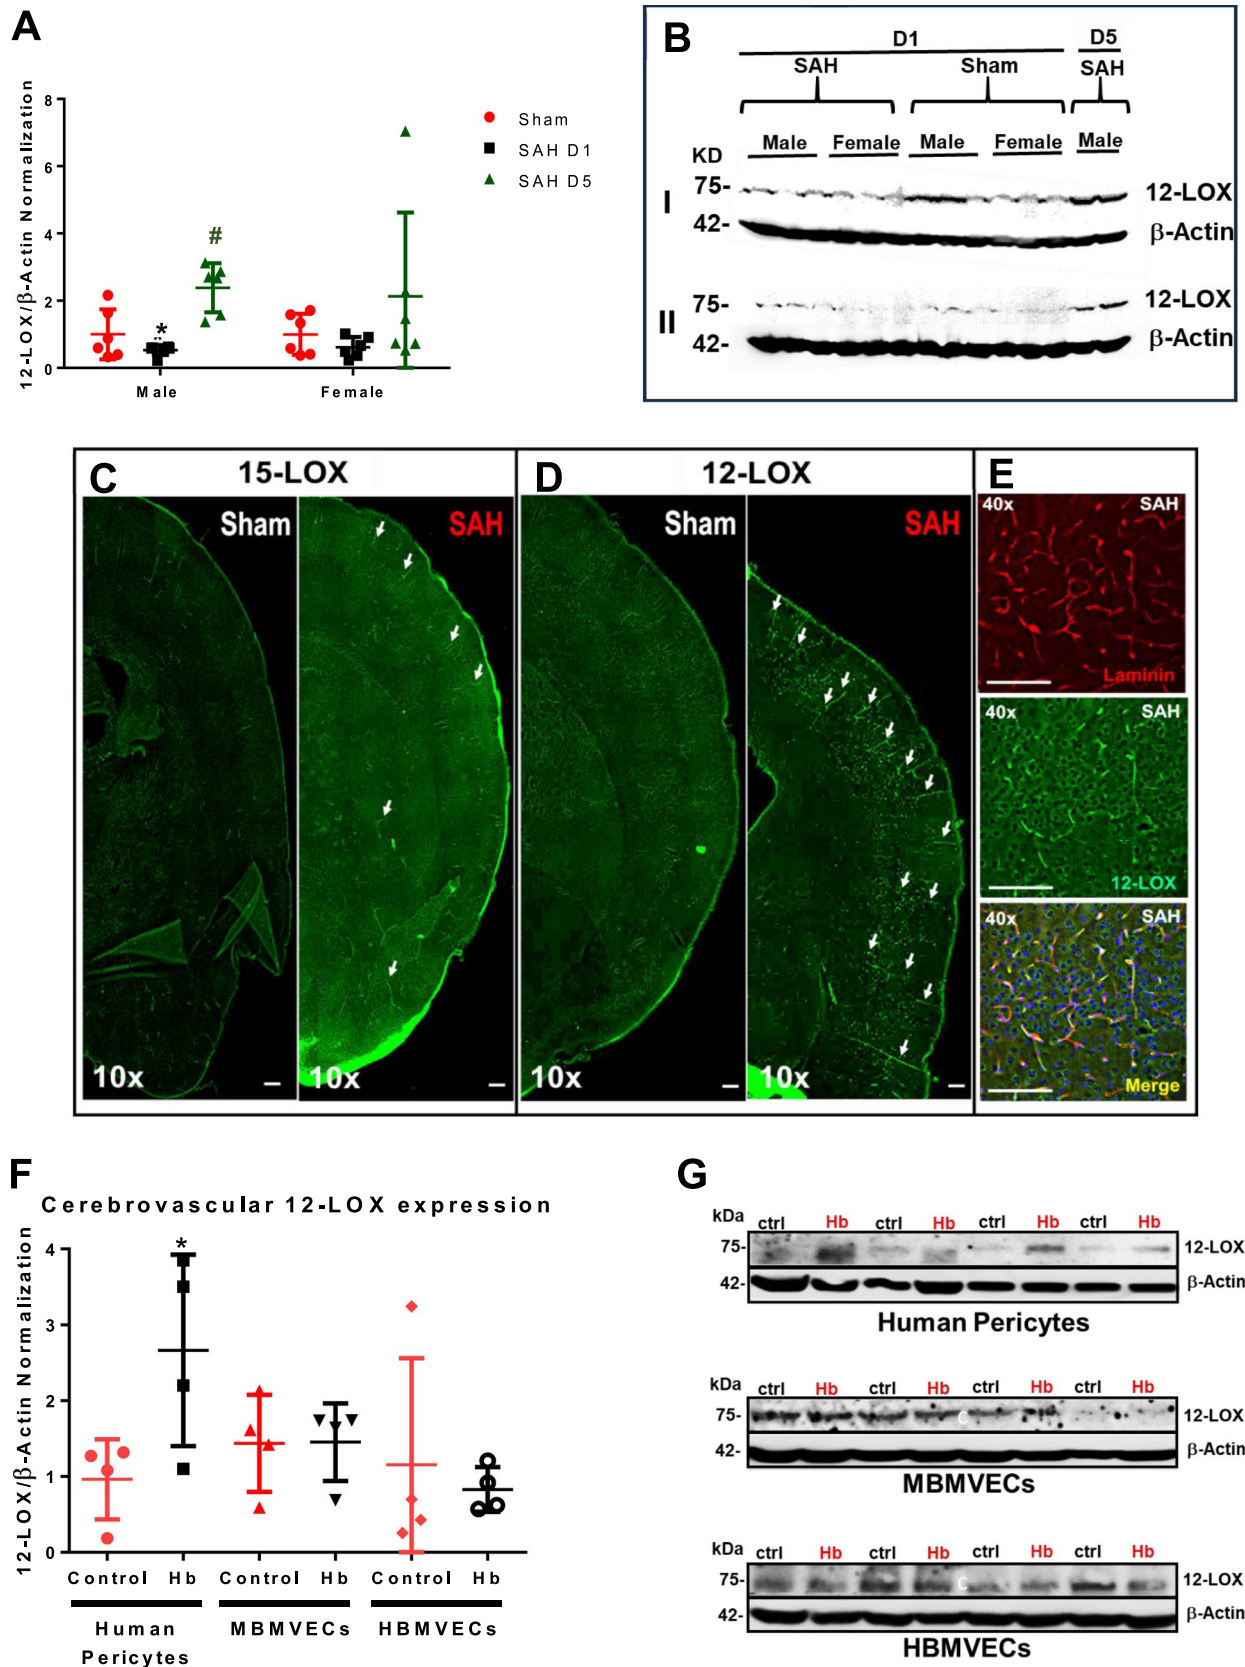 A
12-LOX/β-Actin Normalization
8
6
4
2
0
#
*
Male
Female
Sham
SAH D1
SAH D5
B
D1
D5
SAH
Sham
SAH
Male
Female
Male
Female
Male
KD
I
75-
12-LOX
42-
β-Actin
II
75-
12-LOX
42-
β-Actin
C
15-LOX
Sham
SAH
10x
10x
D
12-LOX
Sham
SAH
10x
10x
E
40x
SAH
Laminin
40x
SAH
12-LOX
40x
SAH
Merge
F
Cerebrovascular 12-LOX expression
12-LOX/β-Actin Normalization
4
3
2
1
0
*
Control Hb Control Hb Control Hb
Human
Pericytes
MBMVECs
HBMVECs
G
kDa
ctrl Hb ctrl Hb ctrl Hb ctrl Hb
75-
12-LOX
42-
β-Actin
Human Pericytes
kDa
ctrl Hb ctrl Hb ctrl Hb ctrl Hb
75-
C
12-LOX
42-
β-Actin
MBMVECs
kDa
ctrl Hb ctrl Hb ctrl Hb ctrl Hb
75-
C
12-LOX
42-
β-Actin
HBMVECs